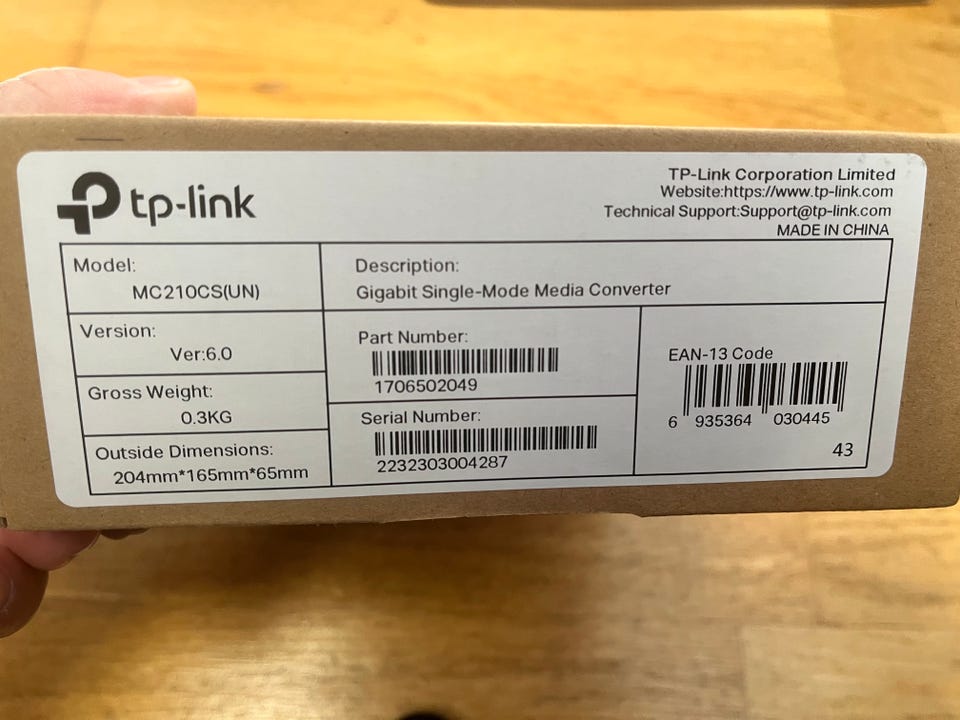 tp-link
TP-Link Corporation Limited
Website:https://www.tp-link.com
Technical Support:Support@tp-link.com
MADE IN CHINA
Model:
MC210CS(UN)
Description:
Gigabit Single-Mode Media Converter
Version:
Ver:6.0
Gross Weight:
0.3KG
Outside Dimensions:
204mm*165mm*65mm
Part Number:
1706502049
Serial Number:
2232303004287
EAN-13 Code
6 935364 030445
43